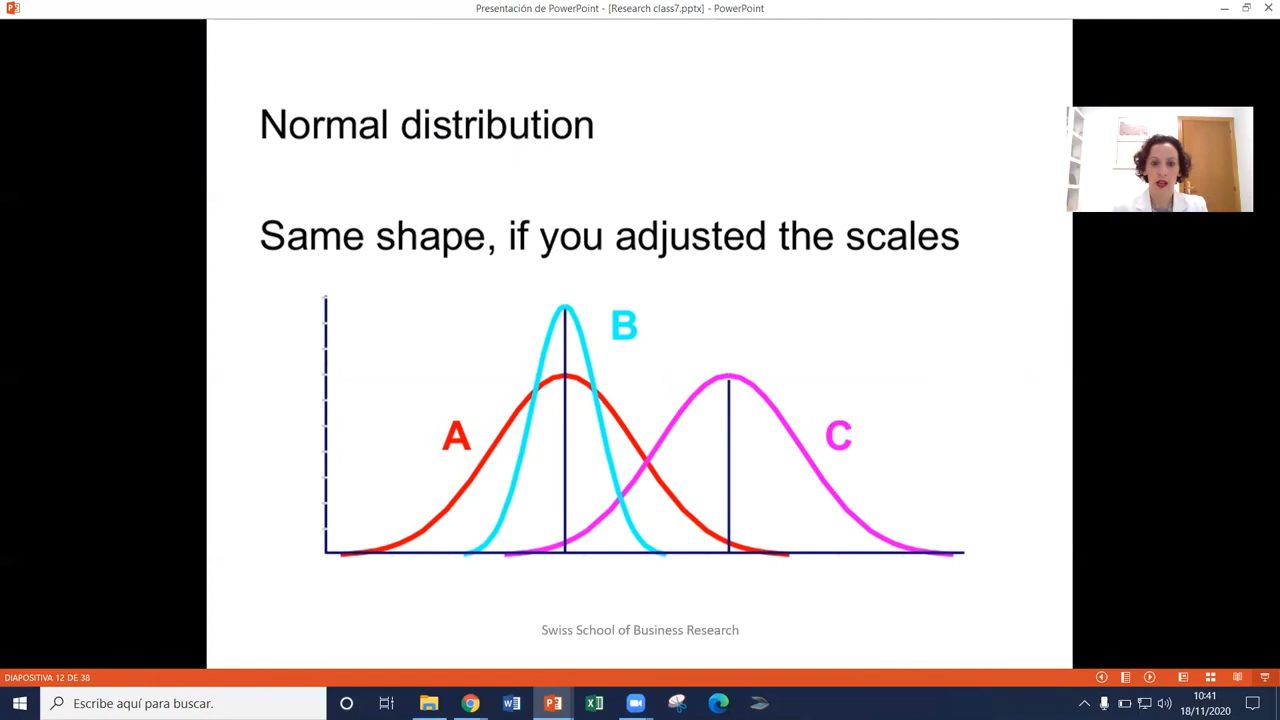 Presentación de PowerPoint - [Research class7.pptx] - PowerPoint
Normal distribution
Same shape, if you adjusted the scales
B
A
C
Swiss School of Business Research
DIAPOSITIVA 12 DE 38
Escribe aquí para buscar.
10:41
18/11/2020